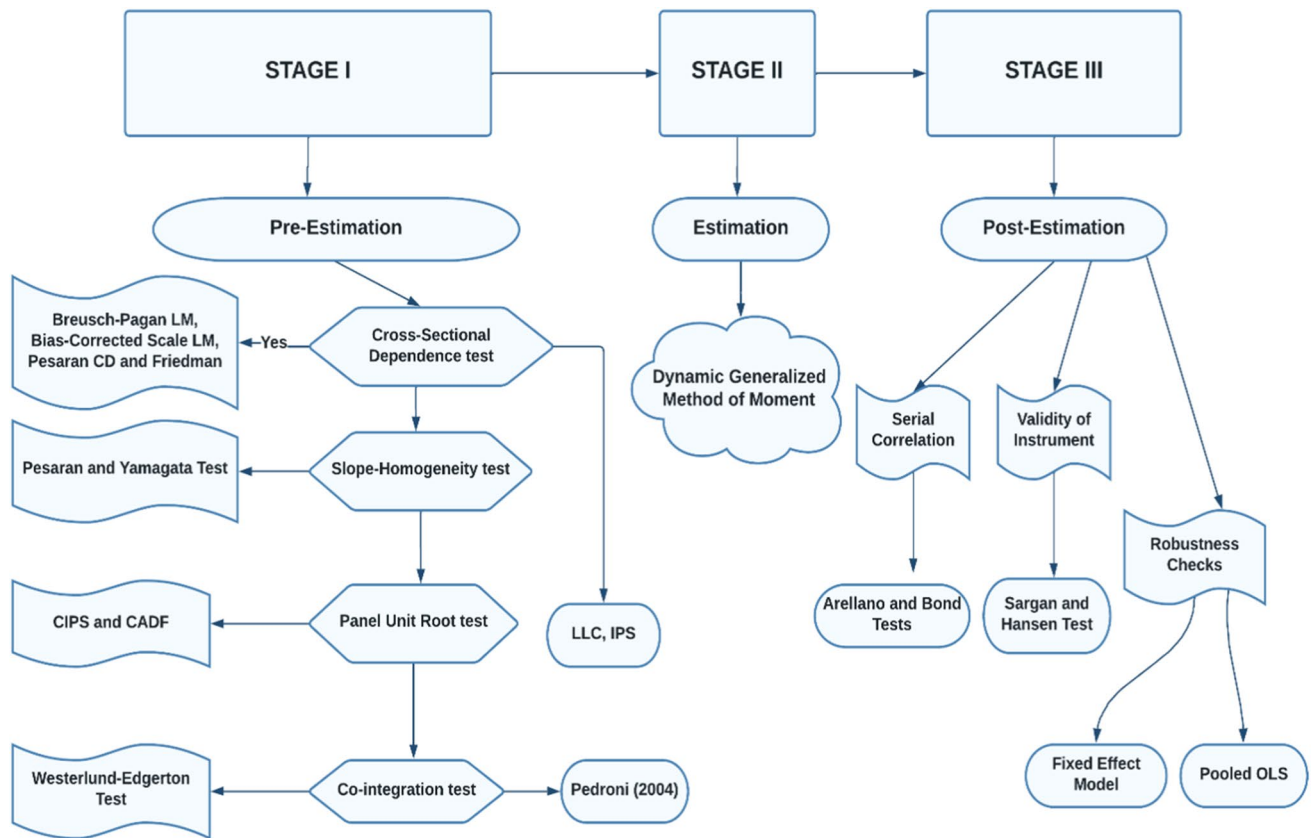 STAGE I
STAGE II
STAGE III
Pre-Estimation
Estimation
Post-Estimation
Breusch-Pagan LM,
Bias-Corrected Scale LM,
Pesaran CD and Friedman
Yes
Cross-Sectional
Dependence test
Dynamic Generalized
Method of Moment
Serial
Correlation
Validity of
Instrument
Pesaran and Yamagata Test
Slope-Homogeneity test
Robustness
Checks
CIPS and CADF
Panel Unit Root test
LLC, IPS
Arellano and Bond
Tests
Sargan and
Hansen Test
Westerlund-Edgerton
Test
Co-integration test
Pedroni (2004)
Fixed Effect
Model
Pooled OLS